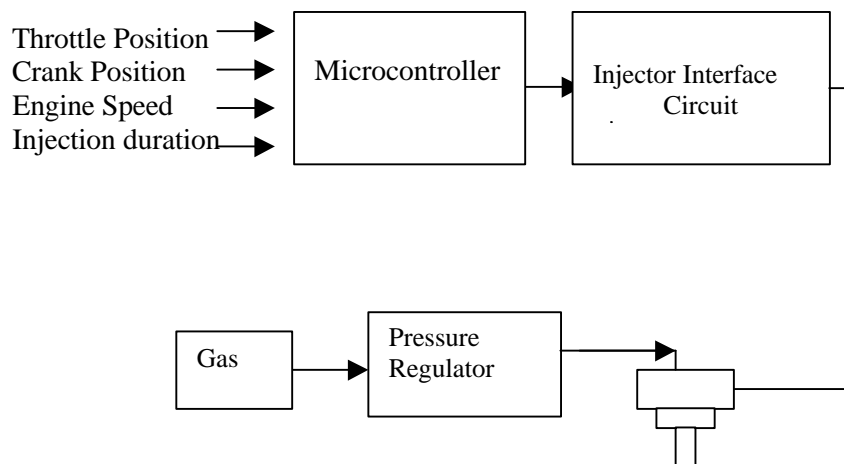 Throttle Position
Crank Position
Engine Speed
Injection duration
Microcontroller
Injector Interface
Circuit
.
Gas
Pressure
Regulator